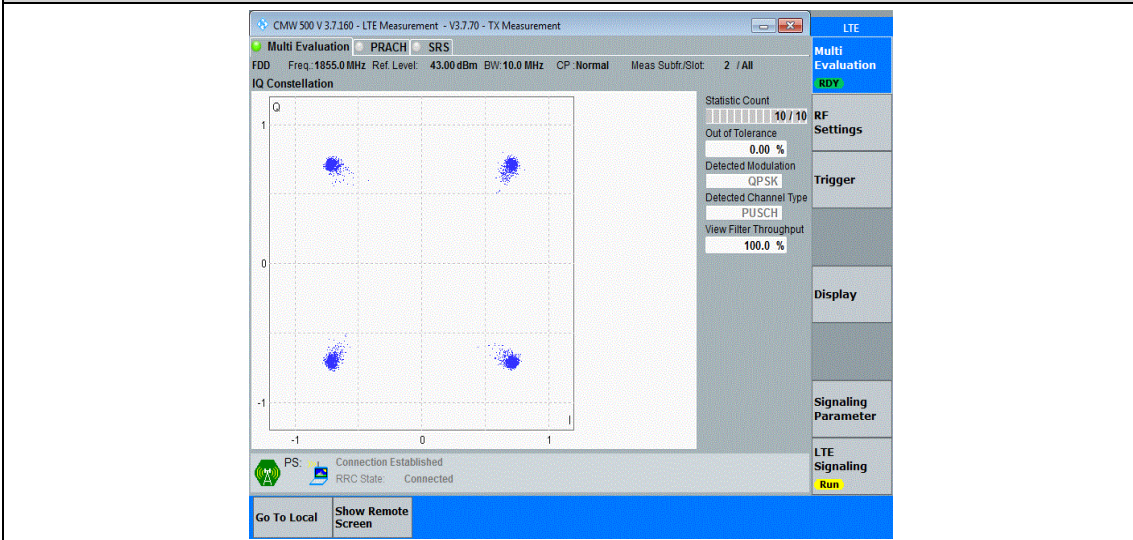 CMW 500 V 3.7.160 - LTE Measurement - V3.7.70 - TX Measurement
LTE
Multi Evaluation PRACH SRS
Multi
Evaluation
RDY
FDD Freq.:1855.0 MHz Ref. Level: 43.00 dBm BW:10.0 MHz CP :Normal Meas Subfr./Slot: 2 / All
IQ Constellation
Q
1
0
-1
-1 0 1
I
Statistic Count
10 / 10
Out of Tolerance
0.00 %
Detected Modulation
QPSK
Detected Channel Type
PUSCH
View Filter Throughput
100.0 %
RF
Settings
Trigger
Display
Signaling
Parameter
LTE
Signaling
Run
PS: Connection Established
RRC State: Connected
Go To Local
Show Remote
Screen